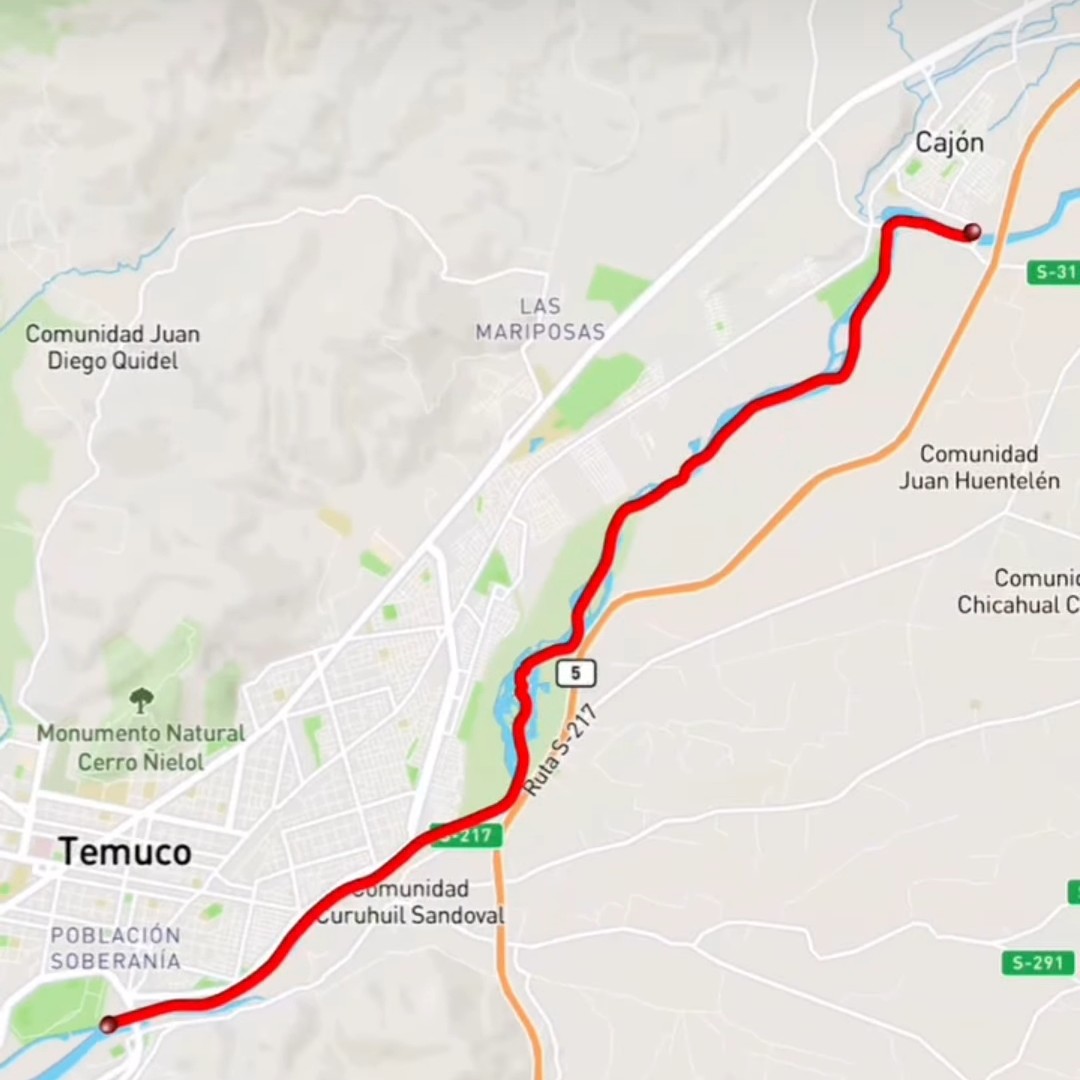 Cajón
S-31
LAS
MARIPOSAS
Comunidad Juan
Diego Quidel
Comunidad
Juan Huentelén
Chicahual C
5
Ruta S-217
Monumento Natural
Cerro Ñielol
S-217
Temuco
Comunidad
Curuhuil Sandoval
POBLACIÓN
SOBERANÍA
S-291